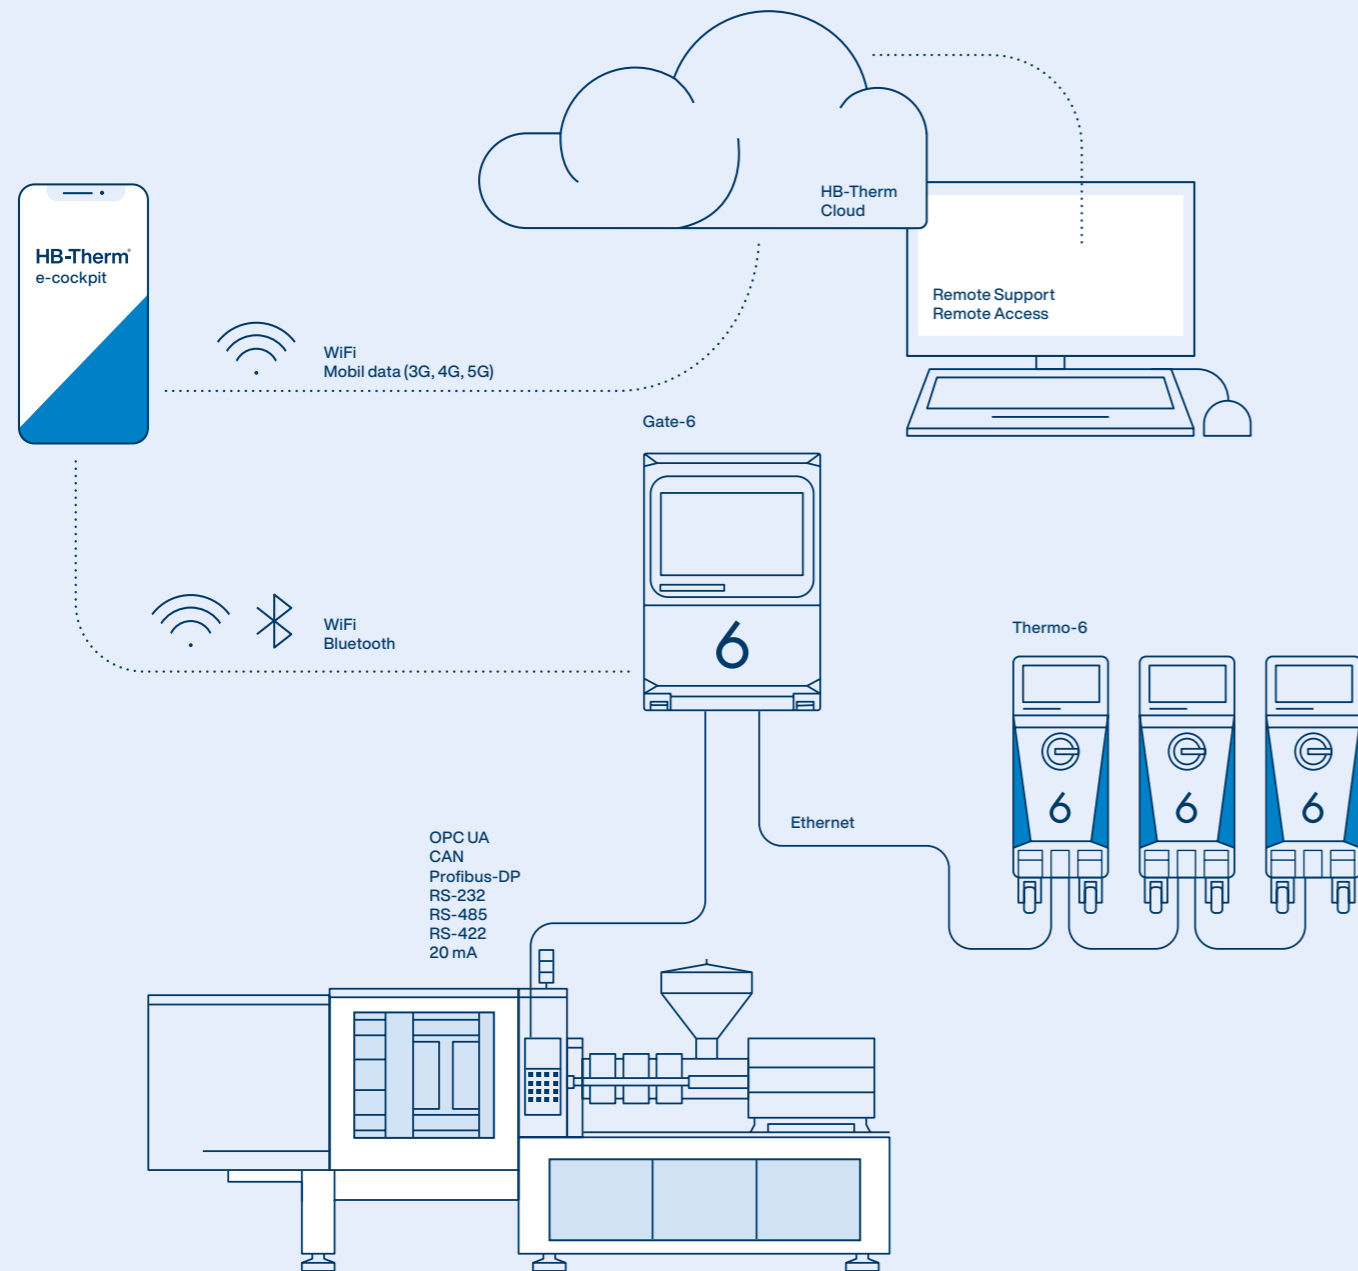 HB-Therm
Cloud
HB-Therm®
e-cockpit
Remote Support
Remote Access
WiFi
Mobil data (3G, 4G, 5G)
Gate-6
WiFi
Bluetooth
6
Thermo-6
6
6
6
Ethernet
OPC UA
CAN
Profibus-DP
RS-232
RS-485
RS-422
20 mA